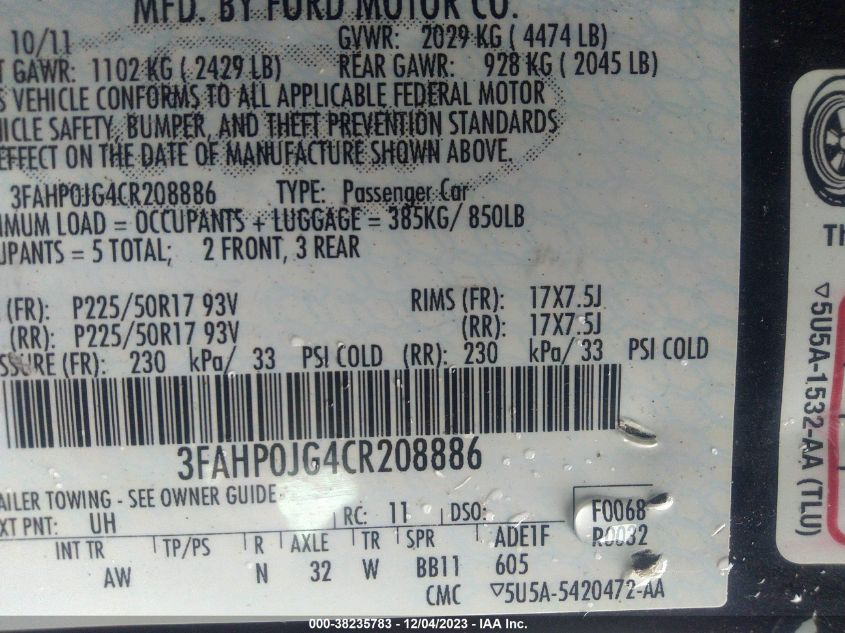 MFD. BY FORD MOTOR CO.
10/11 GVWR: 2029 KG ( 4474 LB)
T GAWR: 1102 KG ( 2429 LB) REAR GAWR: 928 KG ( 2045 LB)
S VEHICLE CONFORMS TO ALL APPLICABLE FEDERAL MOTOR
HICLE SAFETY, BUMPER, AND THEFT PREVENTION STANDARDS
EFFECT ON THE DATE OF MANUFACTURE SHOWN ABOVE.
3FAHP0JG4CR208886 TYPE: Passenger Car
IMUM LOAD = OCCUPANTS + LUGGAGE = 385KG/ 850LB
UPANTS = 5 TOTAL; 2 FRONT, 3 REAR
(FR): P225/50R17 93V RIMS (FR): 17X7.5J
(RR): P225/50R17 93V (RR): 17X7.5J
SSURE (FR): 230 kPa/ 33 PSI COLD (RR): 230 kPa/ 33 PSI COLD
3FAHP0JG4CR208886
AILER TOWING - SEE OWNER GUIDE
XT PNT: UH RC: 11 DSO: F0068
R0032
INT TR TP/PS R AXLE TR SPR ADE1F
AW N 32 W BB11 605
CMC ▽5U5A-5420472-AA
Th
▽5U5A-1532-AA (TLU)
000-38235783 - 12/04/2023 - IAA Inc.